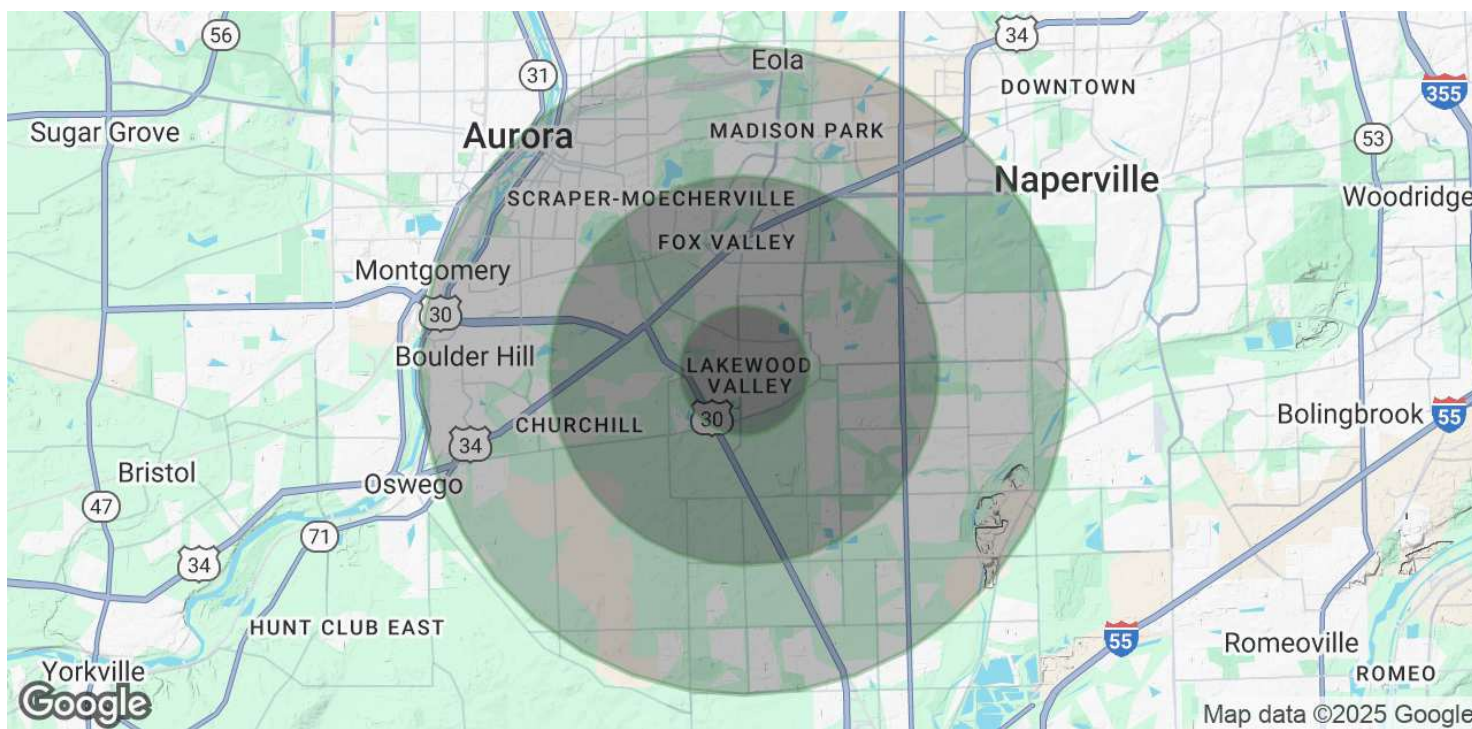 56
34
Eola
31
DOWNTOWN
355
Sugar Grove
Aurora
MADISON PARK
53
Naperville
SCRAPER-MOECHERVILLE
Woodridge
FOX VALLEY
Montgomery
30
Boulder Hill
LAKEWOOD
VALLEY
30
Bolingbrook
55
CHURCHILL
34
Bristol
Oswego
47
71
34
HUNT CLUB EAST
55
Romeoville
Yorkville
ROMEO
Google
Map data ©2025 Google